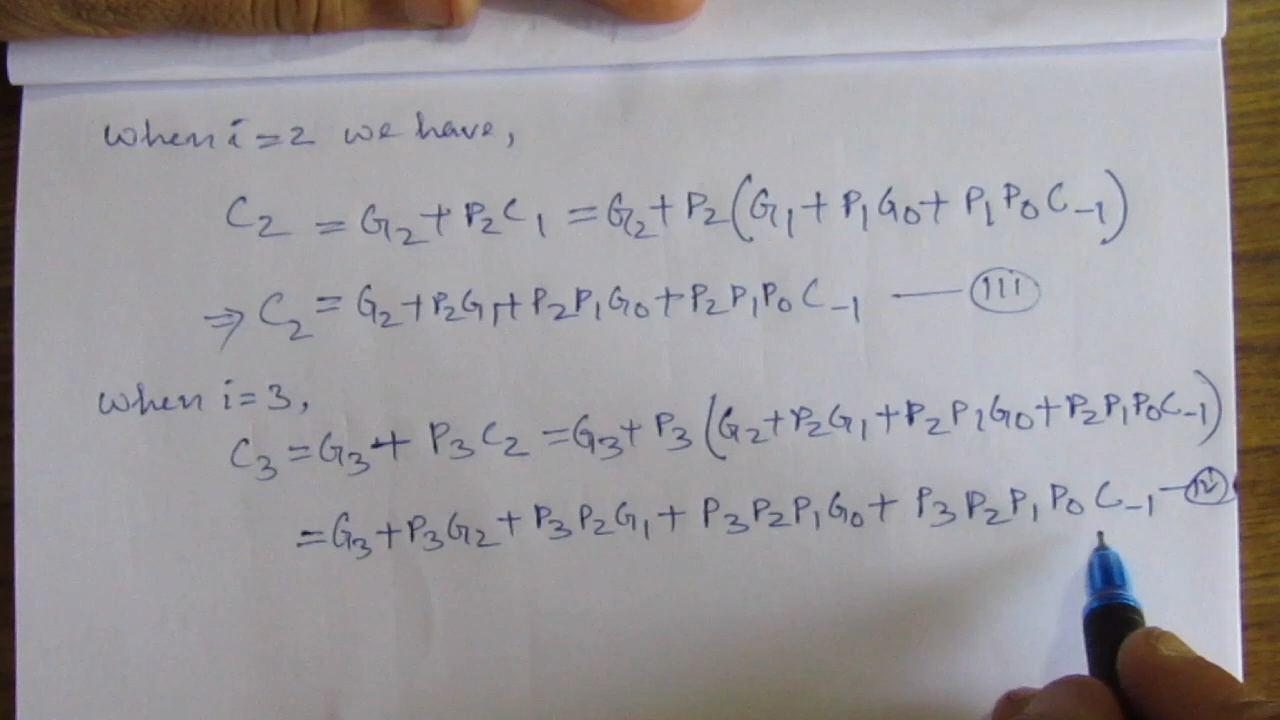 When i=2 we have,
C₂ = G₂+P₂C₁ = G₂+P₂(G₁+P₁G₀+P₁P₀C₋₁)
⇒ C₂ = G₂+P₂G₁+P₂P₁G₀+P₂P₁P₀C₋₁ — III
When i=3,
C₃ = G₃+P₃C₂ = G₃+P₃(G₂+P₂G₁+P₂P₁G₀+P₂P₁P₀C₋₁)
= G₃+P₃G₂+P₃P₂G₁+P₃P₂P₁G₀+P₃P₂P₁P₀C₋₁ — IV